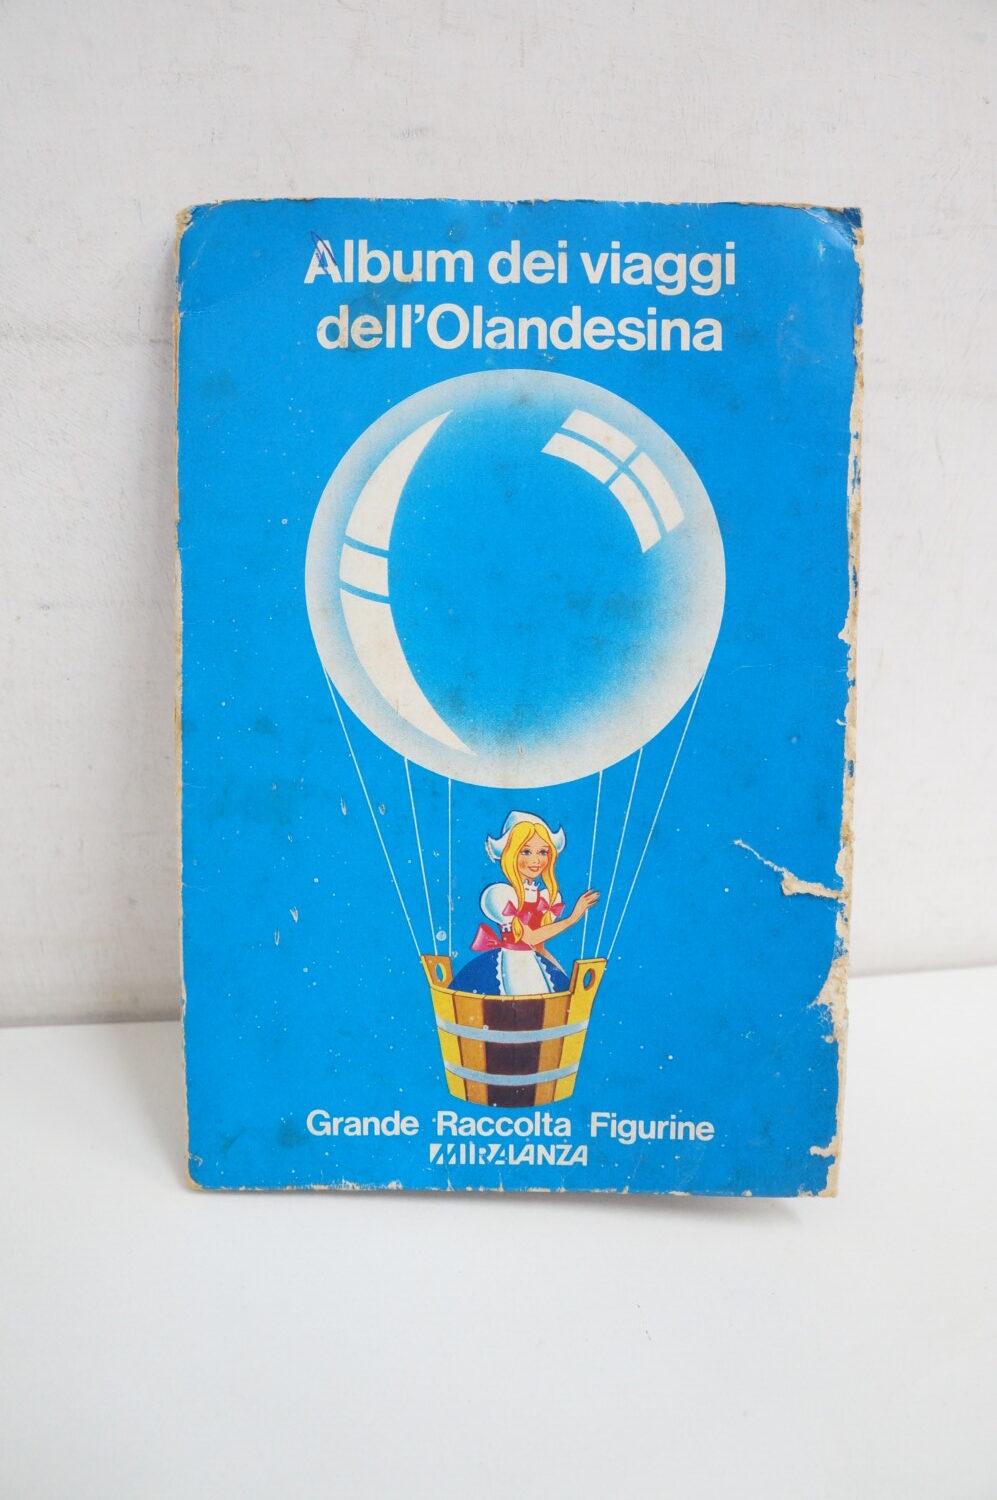 Album dei viaggi
dell'Olandesina
Grande Raccolta Figurine
MIRALANZA